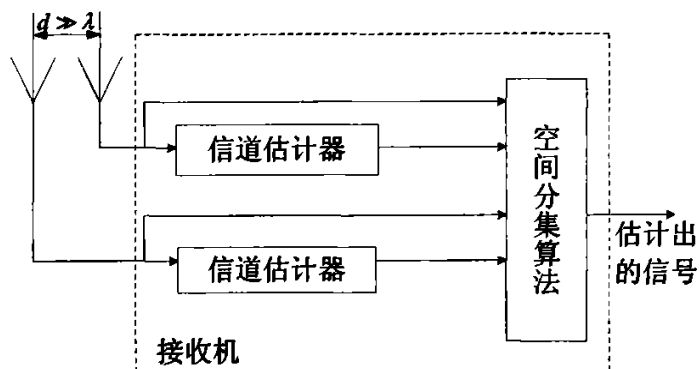 d≫λ
信道估计器
信道估计器
空间分集算法
估计出
的信号
接收机